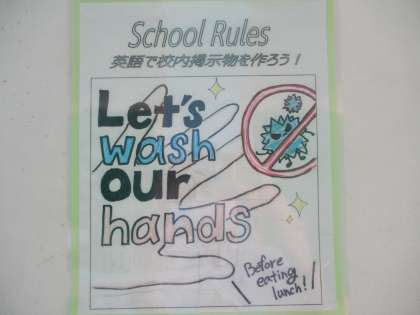 School Rules
英語で校内掲示物を作ろう！
Let's
wash
our
hands
Before
eating
lunch!